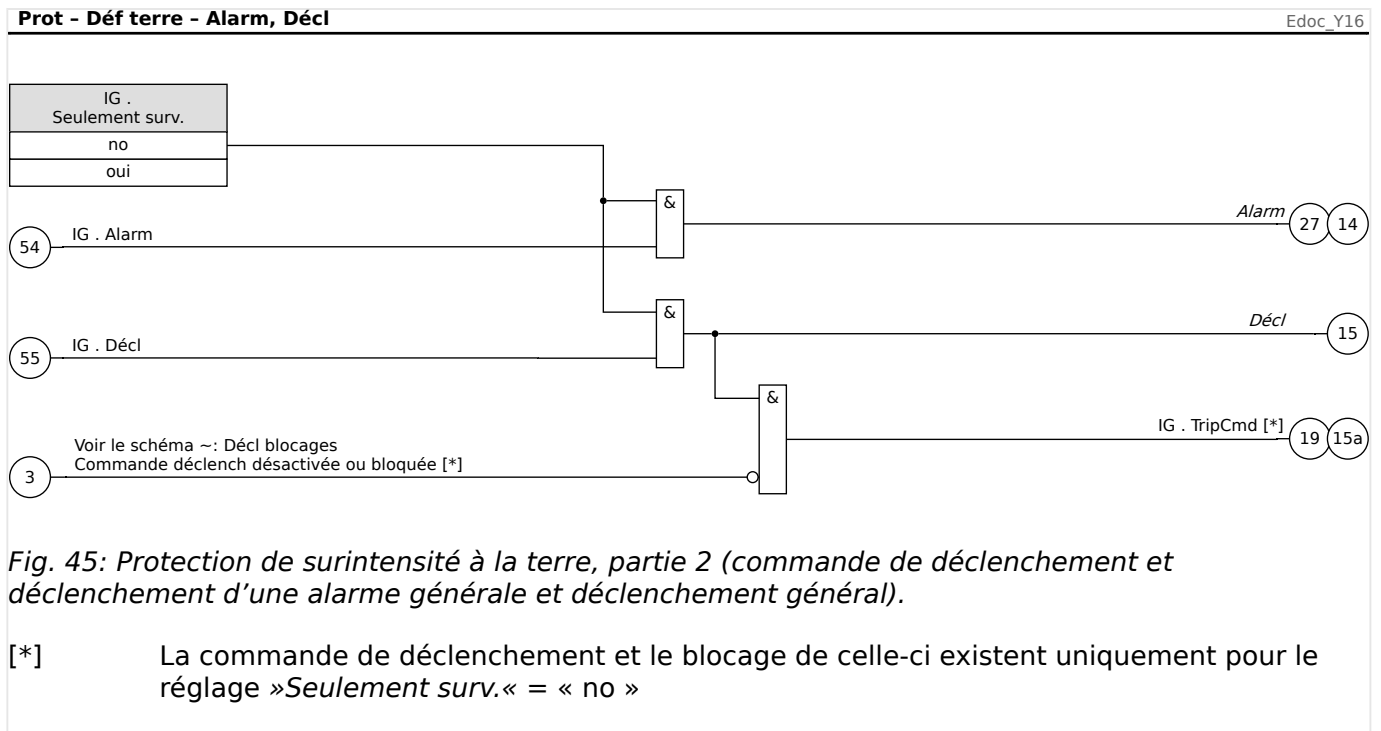 Prot – Déf terre – Alarm, Décl
Edoc_Y16
IG .
Seulement surv.
no
oui
&
Alarm
27
14
54
IG . Alarm
&
Décl
15
55
IG . Décl
&
IG . TripCmd [*]
19
15a
Voir le schéma ~: Décl blocages
Commande déclench désactivée ou bloquée [*]
3
Fig. 45: Protection de surintensité à la terre, partie 2 (commande de déclenchement et
déclenchement d’une alarme générale et déclenchement général).
[*] La commande de déclenchement et le blocage de celle-ci existent uniquement pour le
réglage »Seulement surv.« = « no »